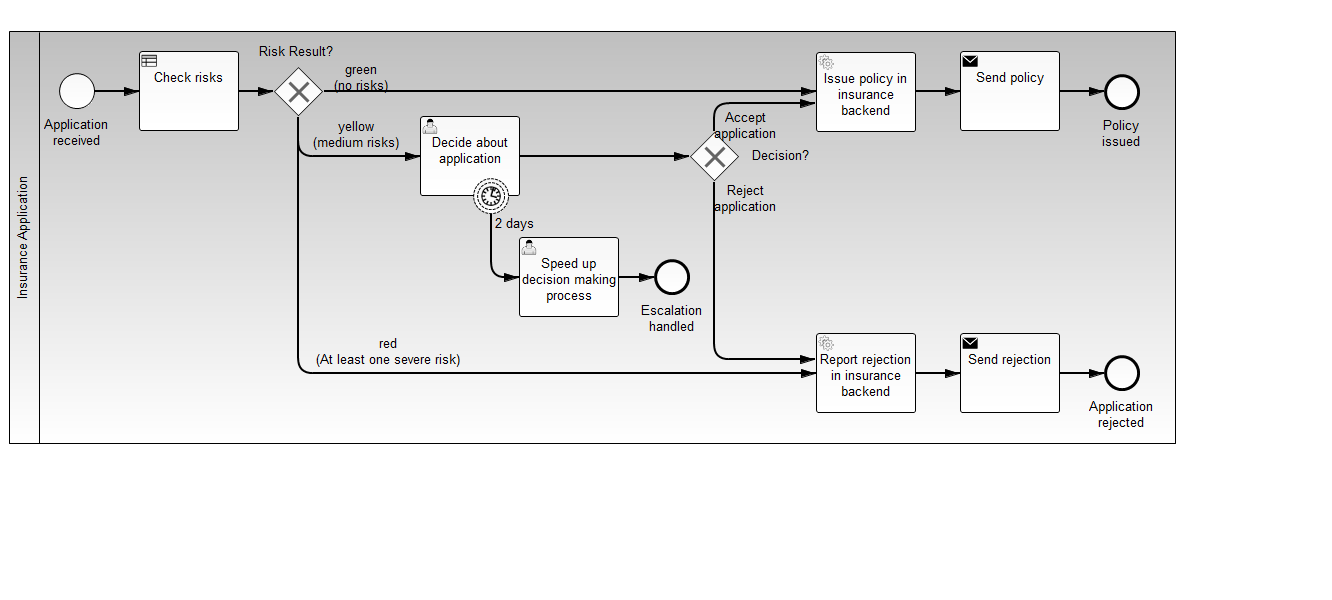 Insurance Application
Application
received
Check risks
Risk Result?
green
(no risks)
yellow
(medium risks)
red
(At least one severe risk)
Decide about
application
2 days
Speed up
decision making
process
Escalation
handled
Decision?
Accept
application
Reject
application
Issue policy in
insurance
backend
Send policy
Policy
issued
Report rejection
in insurance
backend
Send rejection
Application
rejected